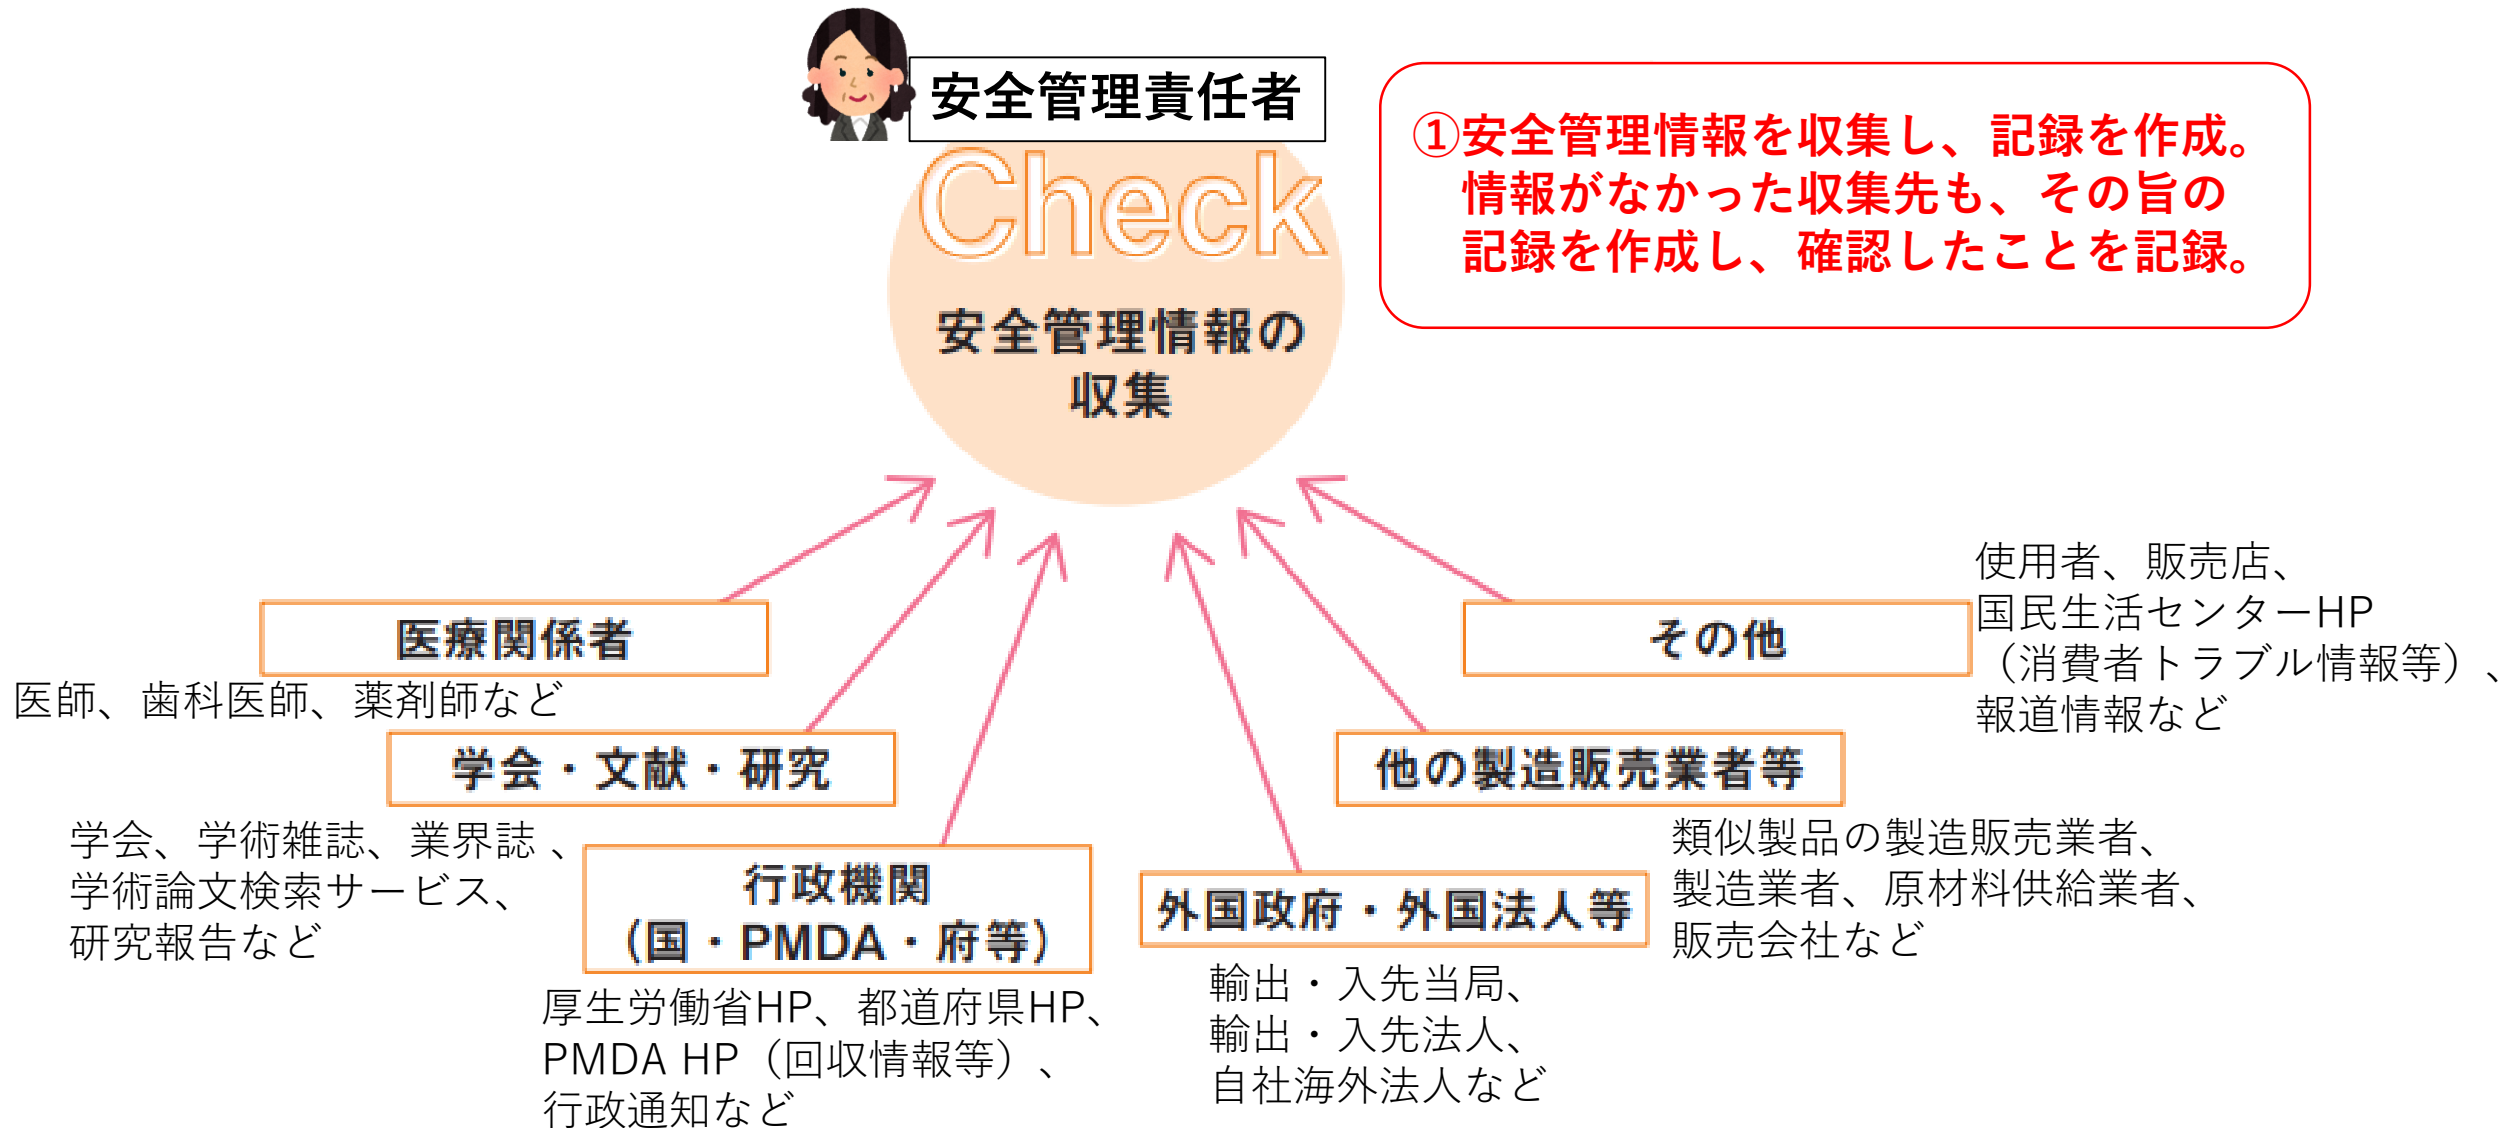 安全管理責任者
Check
安全管理情報の
収集
①安全管理情報を収集し、記録を作成。
情報がなかった収集先も、その旨の
記録を作成し、確認したことを記録。
医療関係者
医師、歯科医師、薬剤師など
学会・文献・研究
学会、学術雑誌、業界誌 、
学術論文検索サービス、
研究報告など
行政機関
（国・PMDA・府等）
厚生労働省HP、都道府県HP、
PMDA HP（回収情報等）、
行政通知など
外国政府・外国法人等
輸出・入先当局、
輸出・入先法人、
自社海外法人など
他の製造販売業者等
類似製品の製造販売業者、
製造業者、原材料供給業者、
販売会社など
その他
使用者、販売店、
国民生活センターHP
（消費者トラブル情報等）、
報道情報など